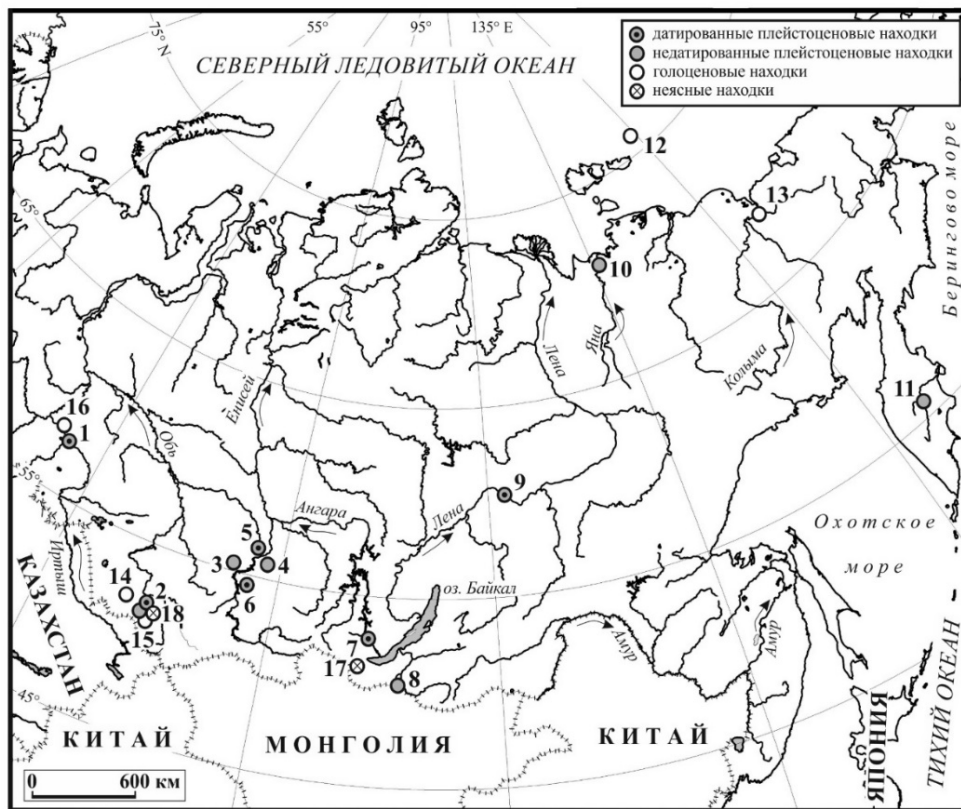 75° N
55°
95° E
135° E
датированные плейстоценовые находки
недатированные плейстоценовые находки
голоценовые находки
неясные находки
СЕВЕРНЫЙ ЛЕДОВИТЫЙ ОКЕАН
12
65°
13
Берингово море
10
Лена
Яна
Колыма
11
Енисей
16
1
Обь
9
Охотское
море
55°
Ангара
Лена
5
3
4
6
Иртыш
КАЗАХСТАН
14
2
18
15
оз. Байкал
7
17
8
Амур
Амур
45°
КИТАЙ
МОНГОЛИЯ
КИТАЙ
ЯПОНИЯ
ТИХИЙ ОКЕАН
0
600 км